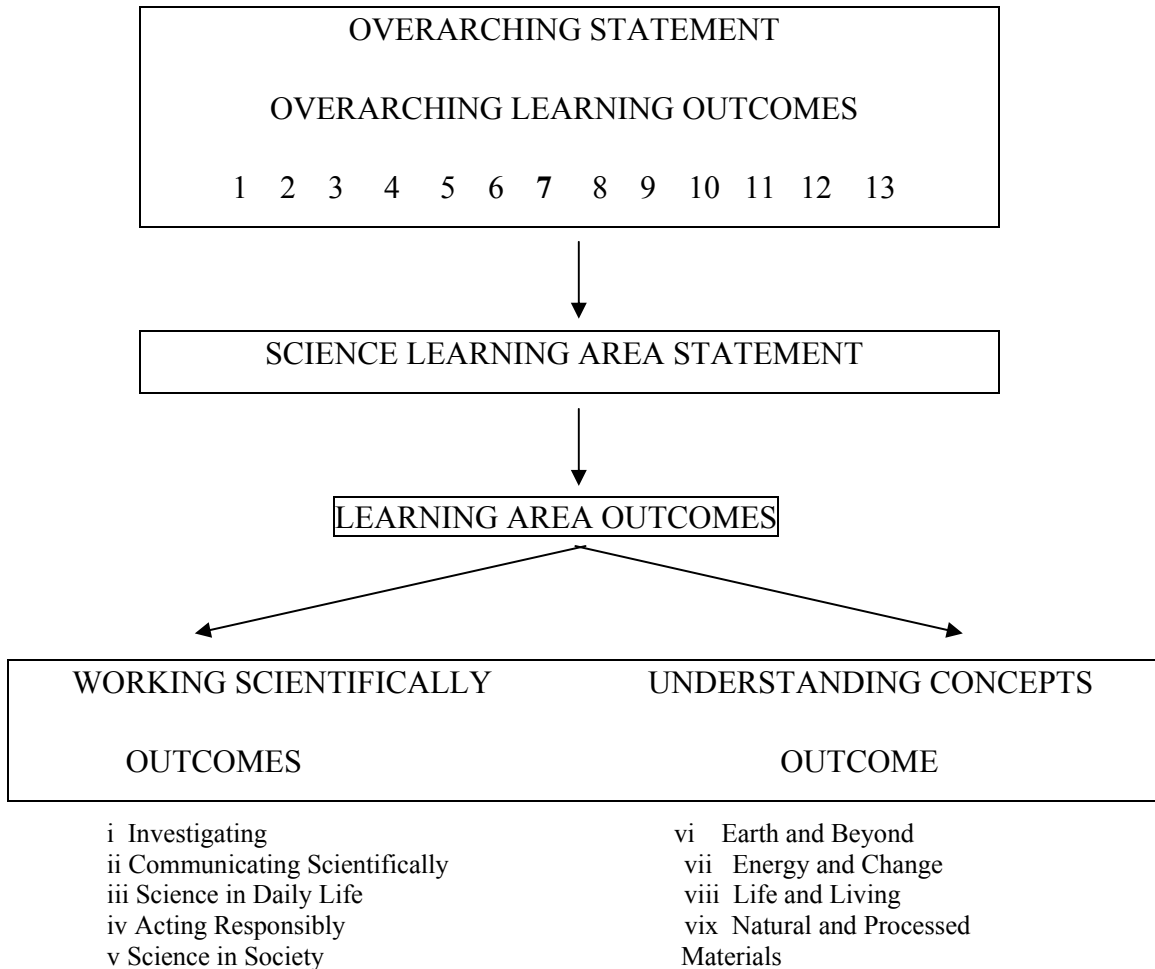 OVERARCHING STATEMENT
OVERARCHING LEARNING OUTCOMES
1 2 3 4 5 6 7 8 9 10 11 12 13
SCIENCE LEARNING AREA STATEMENT
LEARNING AREA OUTCOMES
WORKING SCIENTIFICALLY
OUTCOMES
UNDERSTANDING CONCEPTS
OUTCOME
i Investigating
ii Communicating Scientifically
iii Science in Daily Life
iv Acting Responsibly
v Science in Society
vi Earth and Beyond
vii Energy and Change
viii Life and Living
vix Natural and Processed
Materials